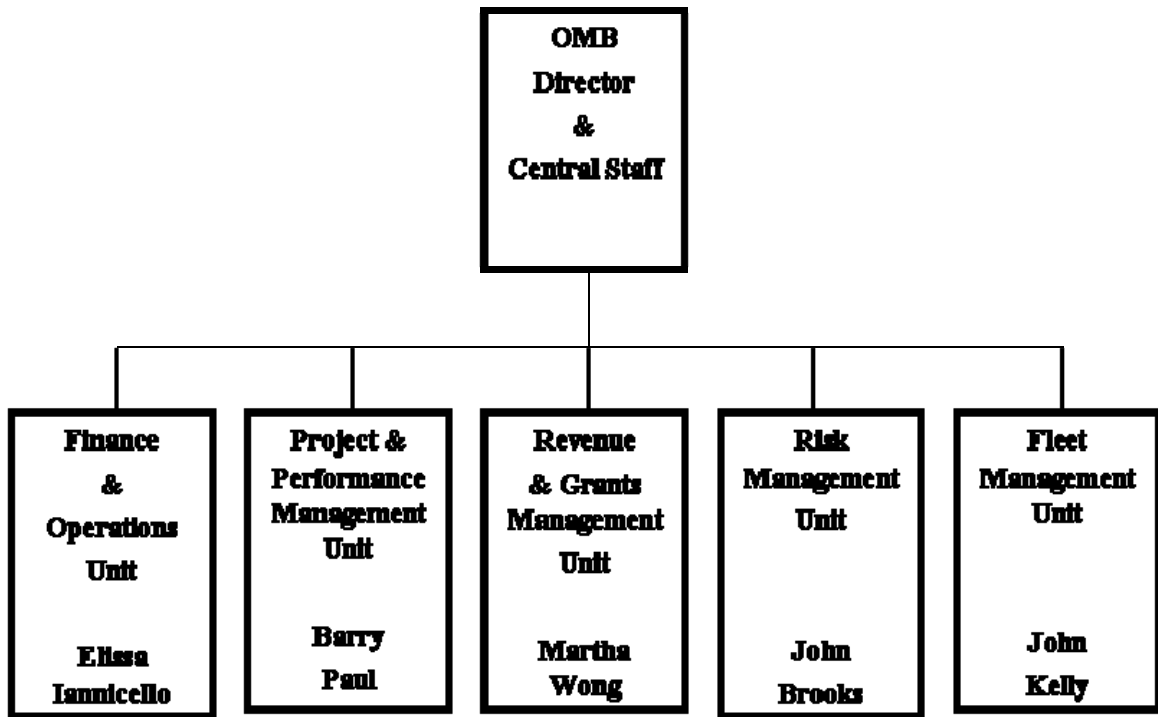 OMB
Director
&
Central Staff
Finance
&
Operations
Unit
Elissa
Iannicello
Project &
Performance
Management
Unit
Barry
Paul
Revenue
& Grants
Management
Unit
Martha
Wong
Risk
Management
Unit
John
Brooks
Fleet
Management
Unit
John
Kelly